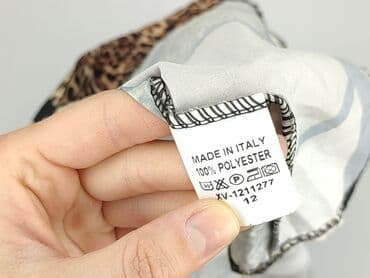 MADE IN ITALY
100% POLYESTER
XV-1211277
12